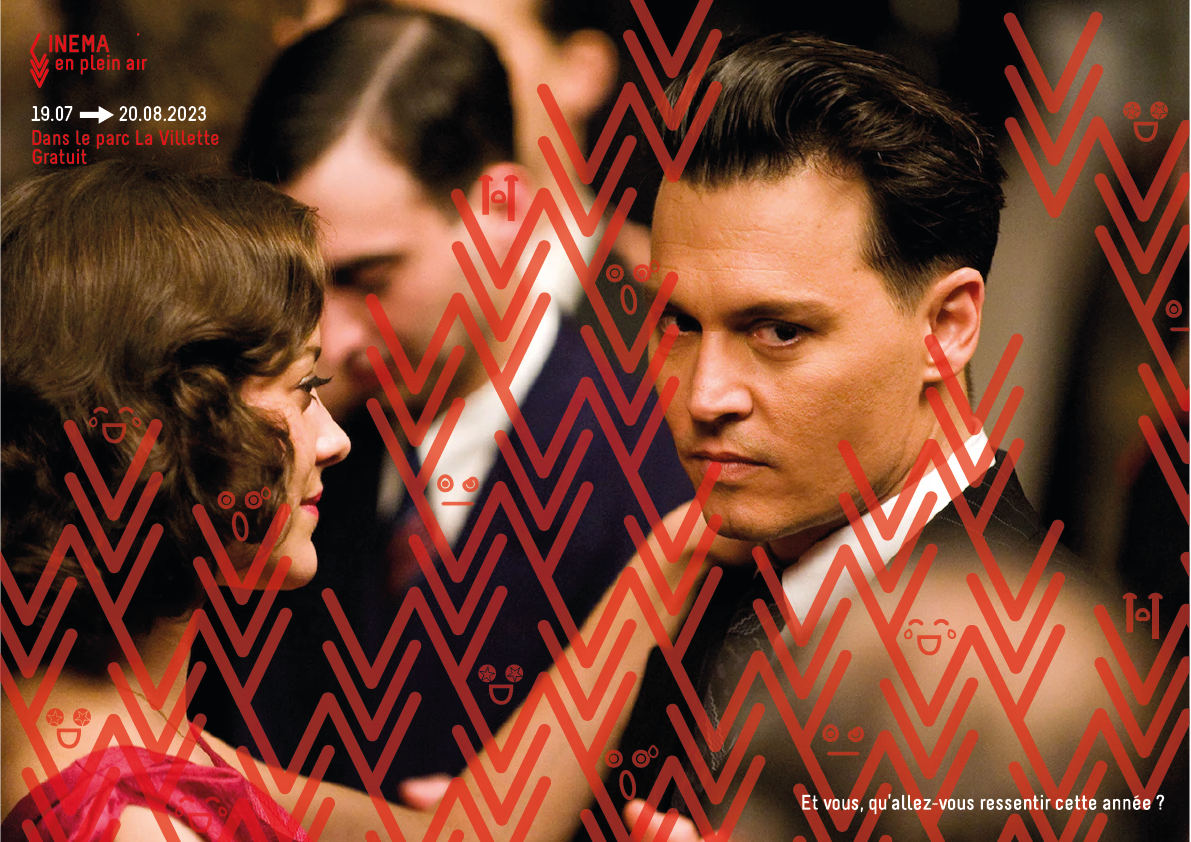 CINEMA
en plein air
19.07 → 20.08.2023
Dans le parc La Villette
Gratuit
Et vous, qu'allez-vous ressentir cette année ?